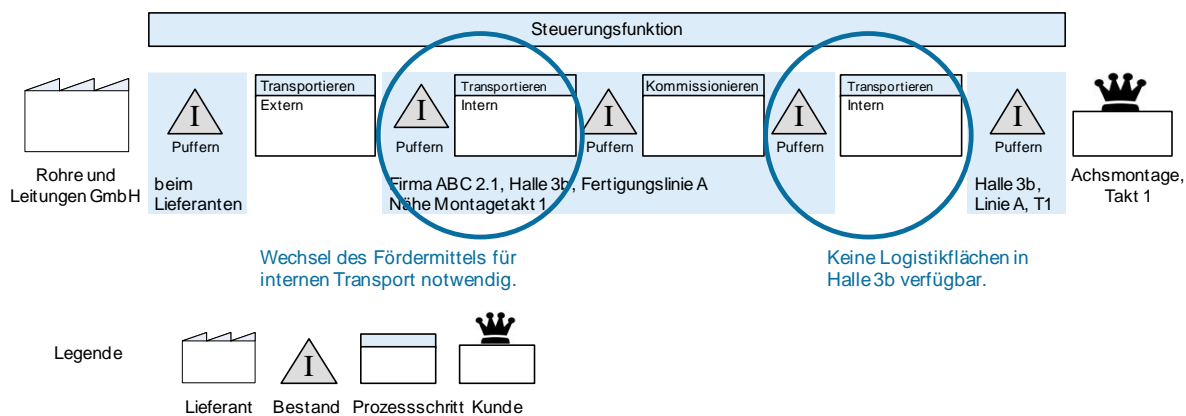 Steuerungsfunktion
Transportieren
Extern
Transportieren
Intern
Kommissionieren
Transportieren
Intern
I
Puffern
I
Puffern
I
Puffern
I
Puffern
I
Puffern
Rohre und
Leitungen GmbH
beim
Lieferanten
Firma ABC 2.1, Halle 3b, Fertigungslinie A
Nähe Montagetakt 1
Halle 3b,
Linie A, T1
Achsmontage,
Takt 1
Wechsel des Fördermittels für
internen Transport notwendig.
Keine Logistikflächen in
Halle 3b verfügbar.
Legende
I
Lieferant Bestand Prozessschritt Kunde